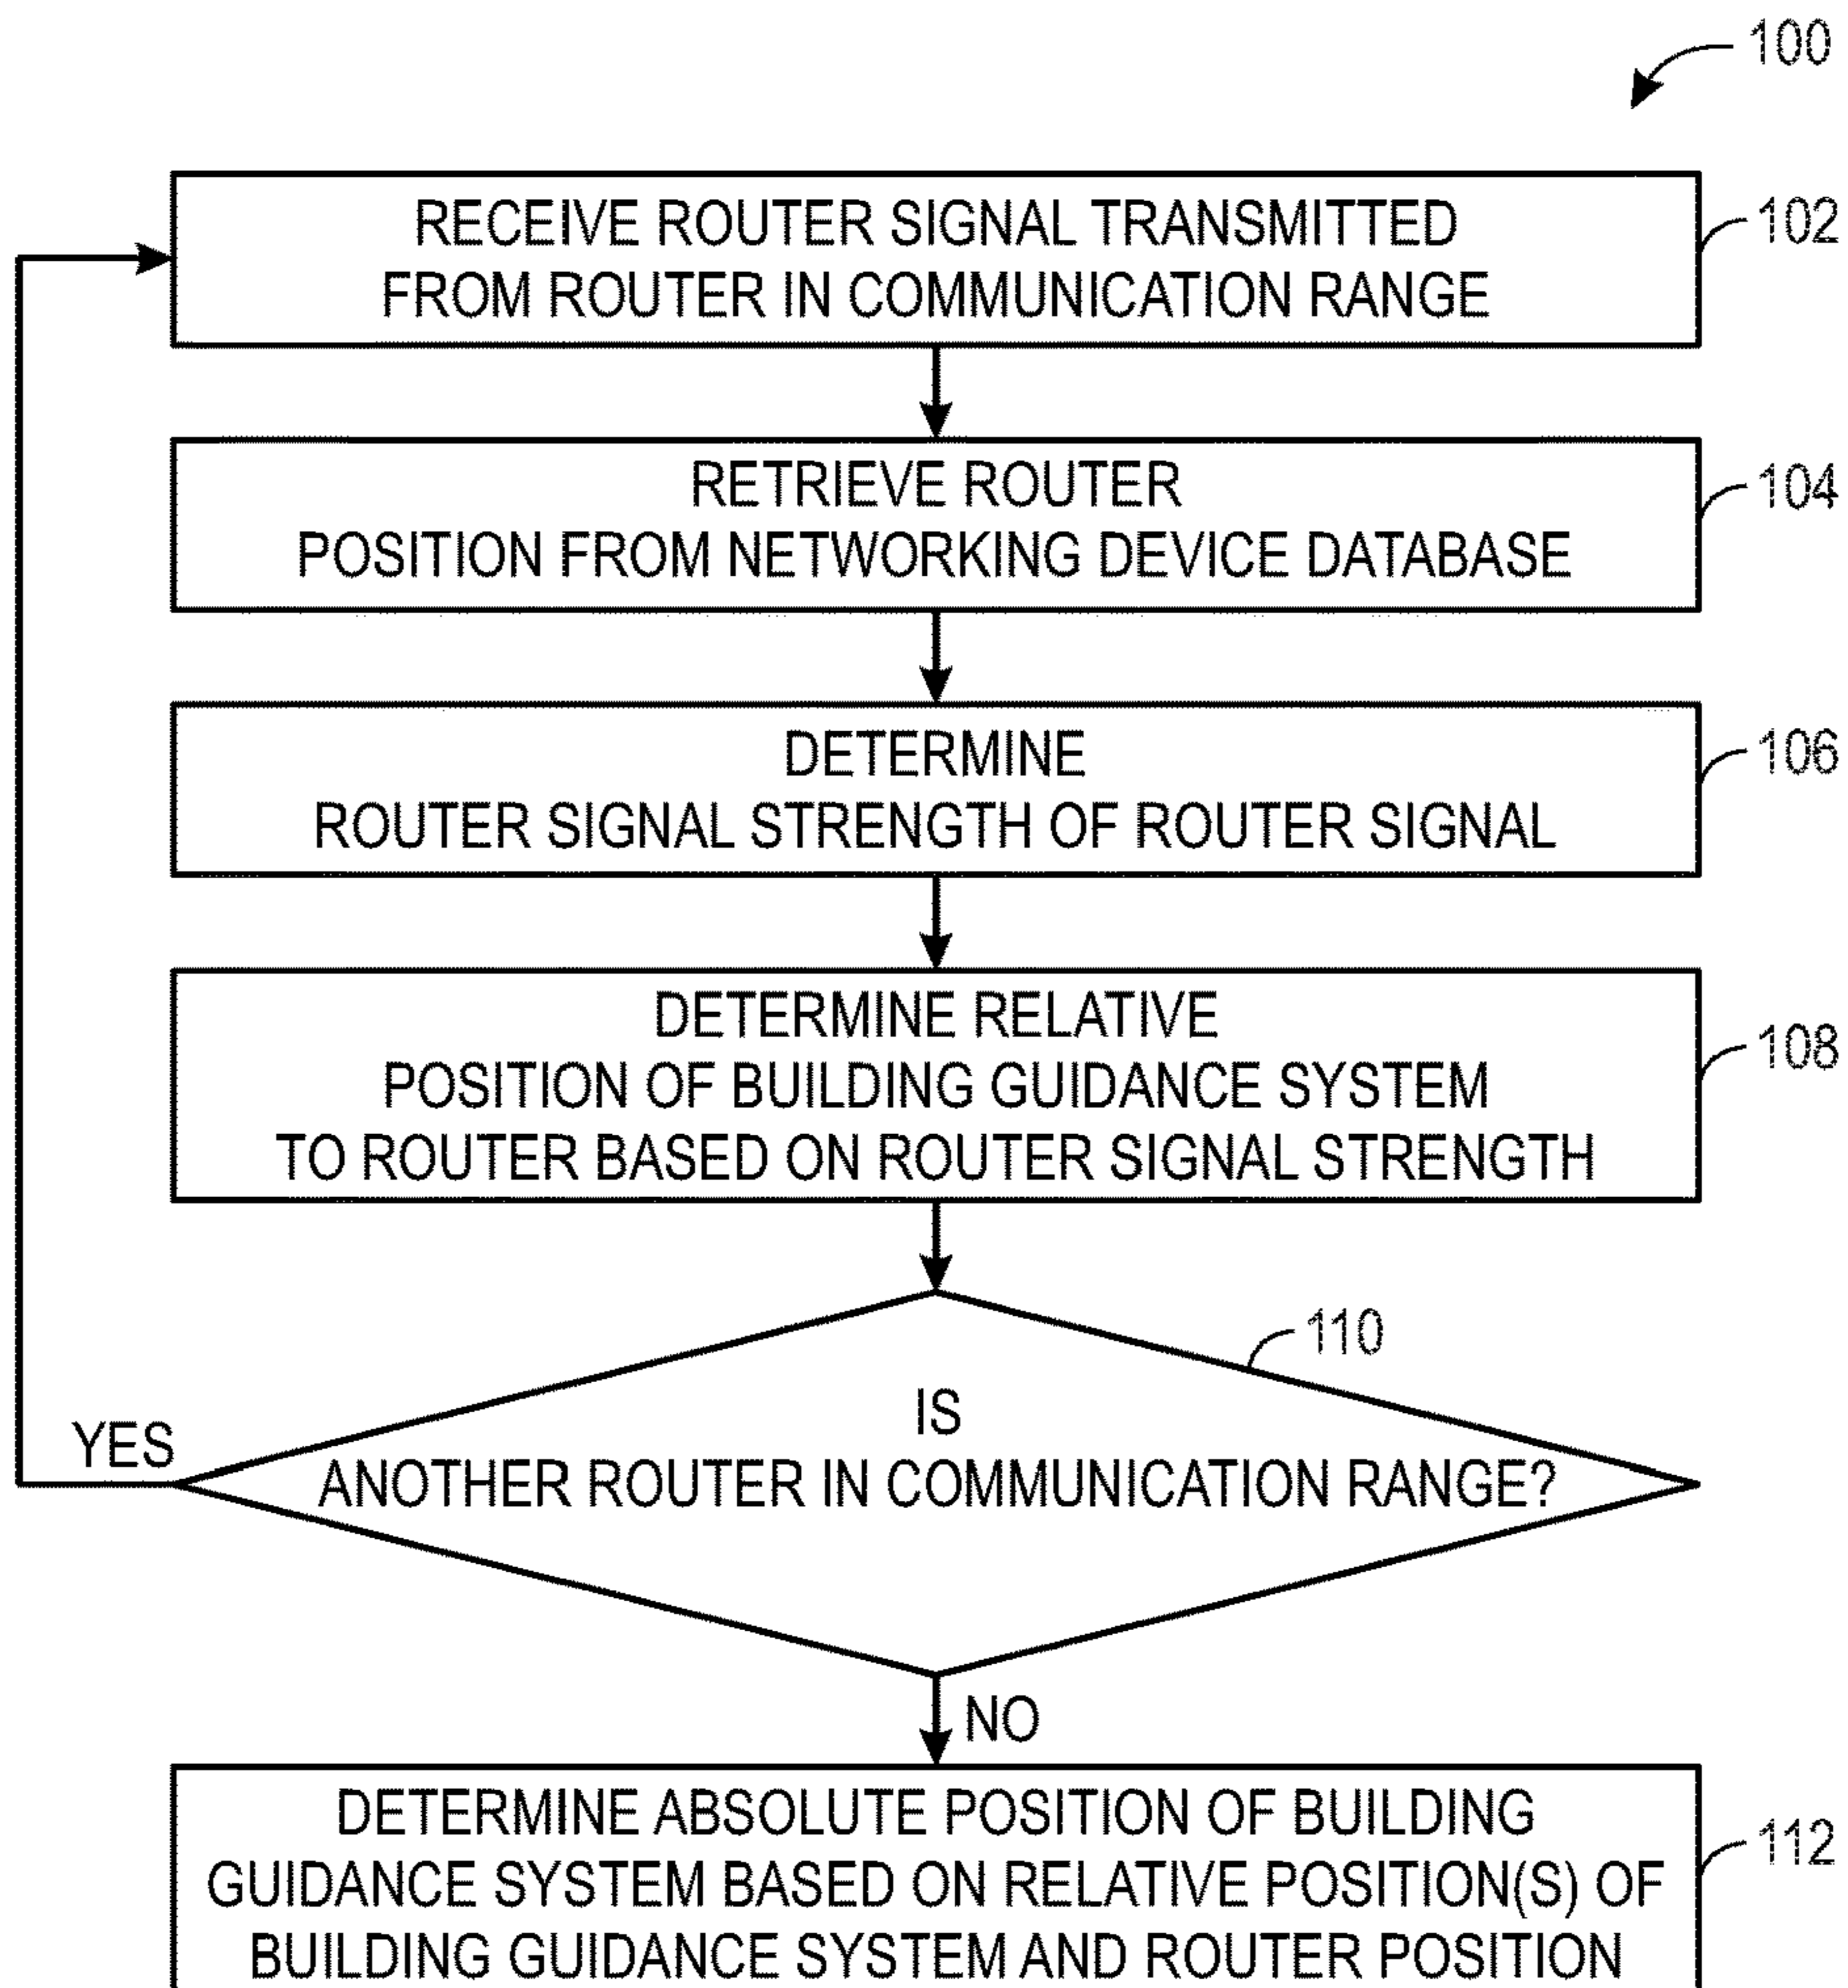 100
RECEIVE ROUTER SIGNAL TRANSMITTED
FROM ROUTER IN COMMUNICATION RANGE
102
RETRIEVE ROUTER
POSITION FROM NETWORKING DEVICE DATABASE
104
DETERMINE
ROUTER SIGNAL STRENGTH OF ROUTER SIGNAL
106
DETERMINE RELATIVE
POSITION OF BUILDING GUIDANCE SYSTEM
TO ROUTER BASED ON ROUTER SIGNAL STRENGTH
108
110
IS
ANOTHER ROUTER IN COMMUNICATION RANGE?
YES
NO
DETERMINE ABSOLUTE POSITION OF BUILDING
GUIDANCE SYSTEM BASED ON RELATIVE POSITION(S) OF
BUILDING GUIDANCE SYSTEM AND ROUTER POSITION
112